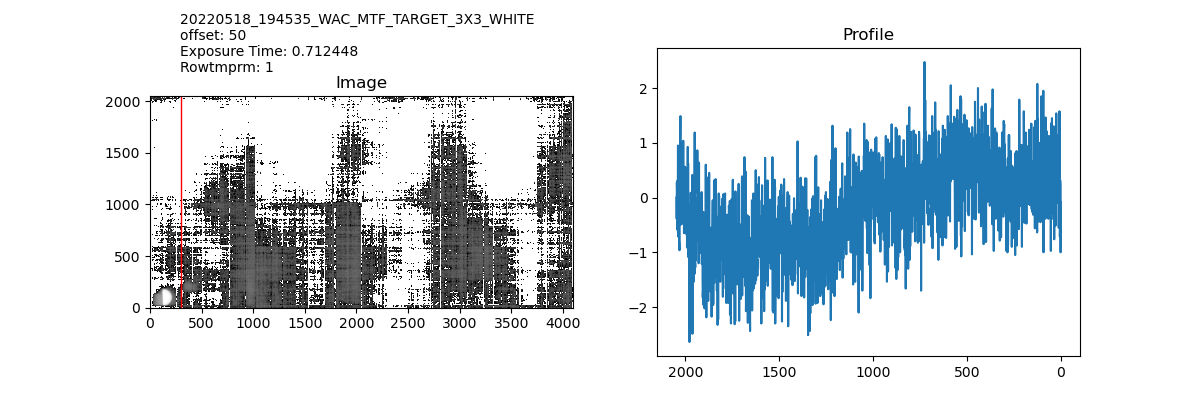 20220518_194535_WAC_MTF_TARGET_3X3_WHITE
offset: 50
Exposure Time: 0.712448
Rowtmprm: 1
Image
Profile
2000
1500
1000
500
0
0 500 1000 1500 2000 2500 3000 3500 4000
2
1
0
−1
−2
2000 1500 1000 500 0